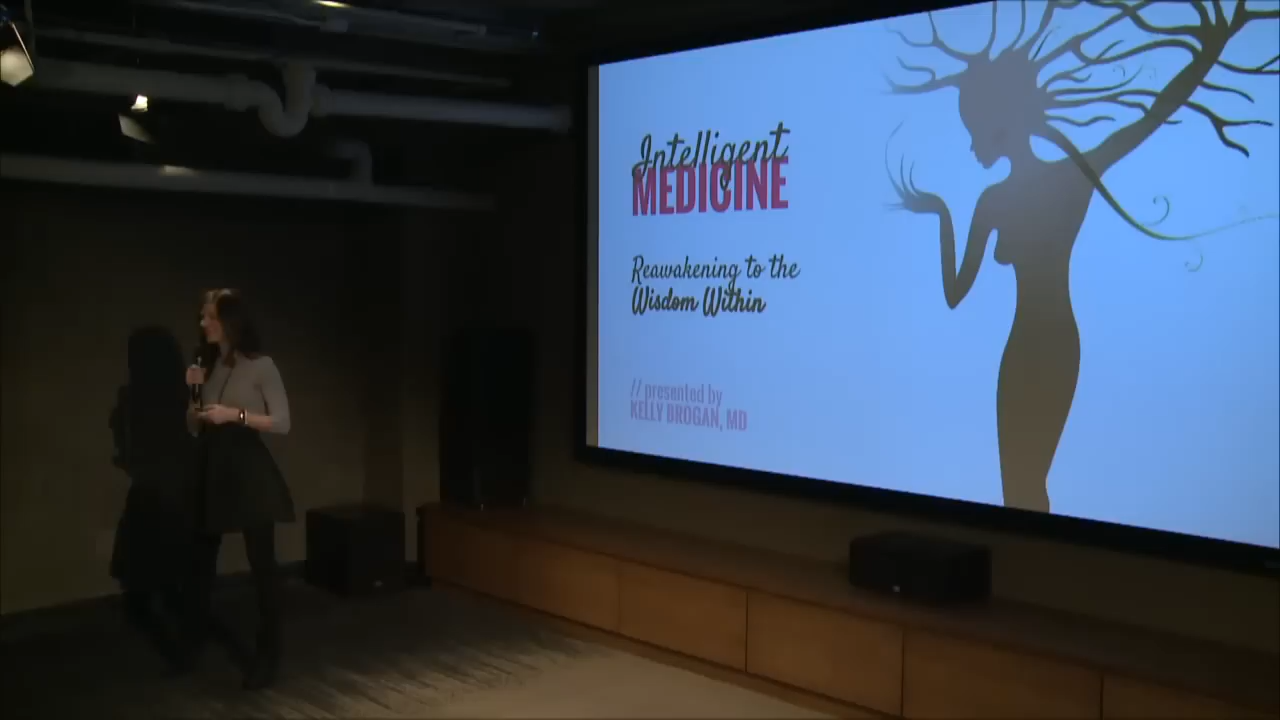 Intelligent
MEDICINE
Reawakening to the
Wisdom Within
// presented by
KELLY BROGAN, MD